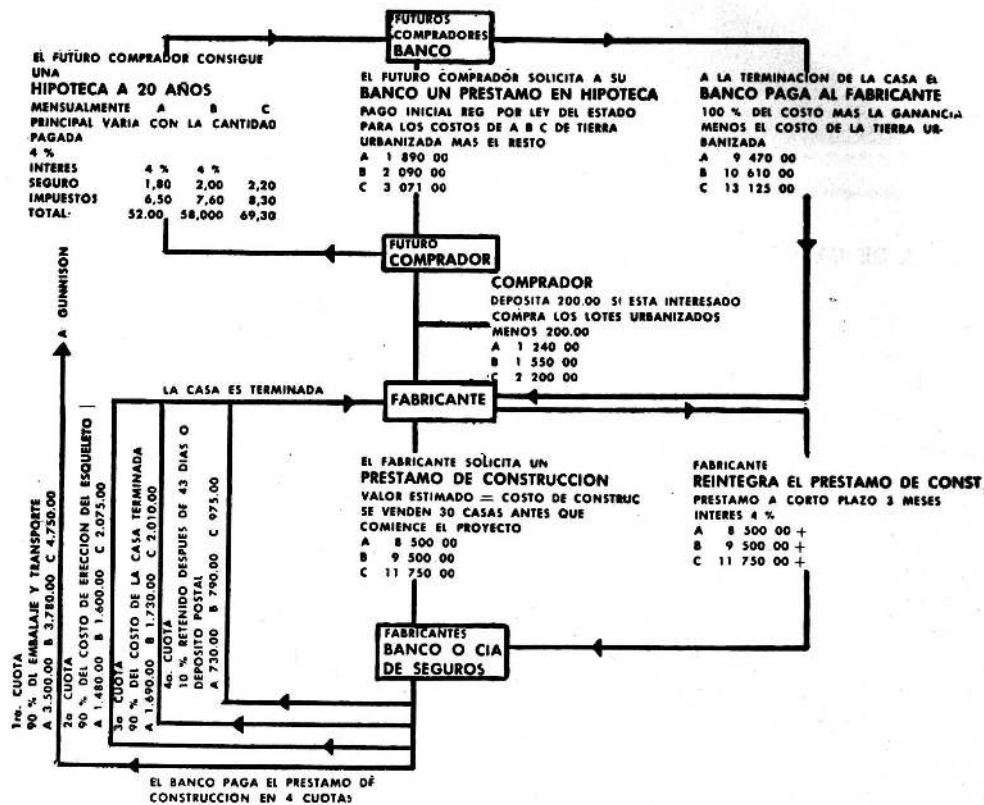 FUTUROS
COMPRADORES
BANCO
EL FUTURO COMPRADOR CONSIGUE
UNA
HIPOTECA A 20 AÑOS
MENSUALMENTE A B C
PRINCIPAL VARIA CON LA CANTIDAD
PAGADA
4 %
INTERES 4 % 4 %
SEGURO 1,80 2,00 2,20
IMPUESTOS 6,50 7,60 8,30
TOTAL· 52.00 58,000 69,30
EL FUTURO COMPRADOR SOLICITA A SU
BANCO UN PRESTAMO EN HIPOTECA
PAGO INICIAL REG POR LEY DEL ESTADO
PARA LOS COSTOS DE A B C DE TIERRA
URBANIZADA MAS EL RESTO
A 1 890 00
B 2 090 00
C 3 071 00
A LA TERMINACION DE LA CASA EL
BANCO PAGA AL FABRICANTE
100 % DEL COSTO MAS LA GANANCIA
MENOS EL COSTO DE LA TIERRA UR-
BANIZADA
A 9 470 00
B 10 610 00
C 13 125 00
FUTURO
COMPRADOR
COMPRADOR
DEPOSITA 200.00 SI ESTA INTERESADO
COMPRA LOS LOTES URBANIZADOS
MENOS 200.00
A 1 240 00
B 1 550 00
C 2 200 00
A GUNNISON
LA CASA ES TERMINADA
FABRICANTE
1ra. CUOTA
90 % DL EMBALAJE Y TRANSPORTE
A 3.500.00 B 3.780.00 C 4.750.00
2a CUOTA
90 % DEL COSTO DE ERECCION DEL ESQUELETO
A 1.480.00 B 1.600.00 C 2.075.00
3a CUOTA
90 % DEL COSTO DE LA CASA TERMINADA
A 1.690.00 B 1.730.00 C 2.010.00
4a. CUOTA
10 % RETENIDO DESPUES DE 43 DIAS O
DEPOSITO POSTAL
A 730.00 B 790.00 C 975.00
EL FABRICANTE SOLICITA UN
PRESTAMO DE CONSTRUCCION
VALOR ESTIMADO = COSTO DE CONSTRUC
SE VENDEN 30 CASAS ANTES QUE
COMIENCE EL PROYECTO
A 8 500 00
B 9 500 00
C 11 750 00
FABRICANTE
REINTEGRA EL PRESTAMO DE CONST
PRESTAMO A CORTO PLAZO 3 MESES
INTERES 4 %
A 8 500 00 +
B 9 500 00 +
C 11 750 00 +
FABRICANTES
BANCO O CIA
DE SEGUROS
EL BANCO PAGA EL PRESTAMO DE
CONSTRUCCION EN 4 CUOTAS